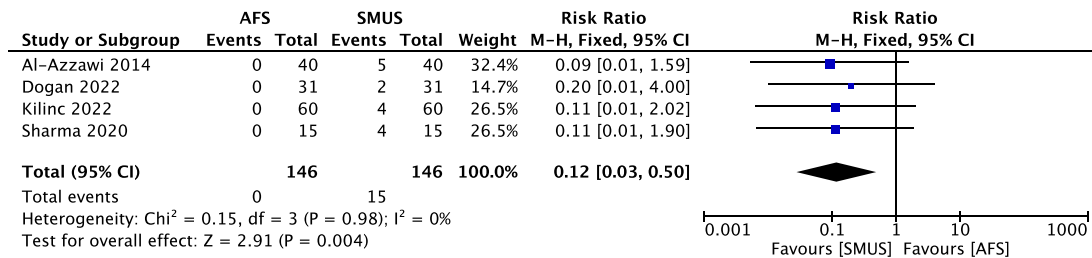 AFS SMUS Risk Ratio Risk Ratio
Study or Subgroup Events Total Events Total Weight M-H, Fixed, 95% CI M-H, Fixed, 95% CI
Al-Azzawi 2014 0 40 5 40 32.4% 0.09 [0.01, 1.59]
Dogan 2022 0 31 2 31 14.7% 0.20 [0.01, 4.00]
Kilinc 2022 0 60 4 60 26.5% 0.11 [0.01, 2.02]
Sharma 2020 0 15 4 15 26.5% 0.11 [0.01, 1.90]
Total (95% CI) 146 146 100.0% 0.12 [0.03, 0.50]
Total events 0 15
Heterogeneity: Chi² = 0.15, df = 3 (P = 0.98); I² = 0%
Test for overall effect: Z = 2.91 (P = 0.004)
0.001 0.1 1 10 1000
Favours [SMUS] Favours [AFS]